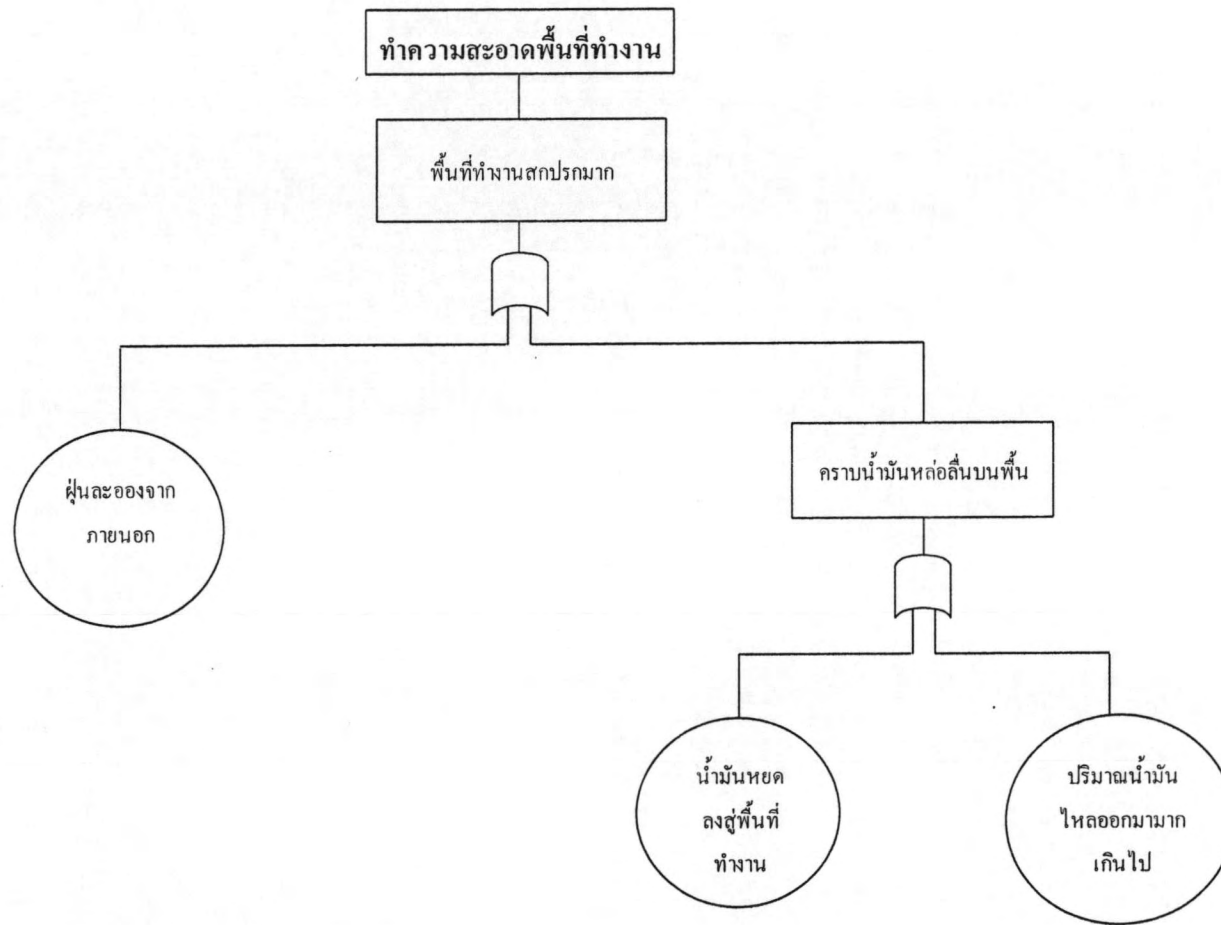 ทำความสะอาดพื้นที่ทำงาน
พื้นที่ทำงานสกปรกมาก
ฝุ่นละอองจาก
ภายนอก
คราบน้ำมันหล่อลื่นบนพื้น
น้ำมันหยด
ลงสู่พื้นที่
ทำงาน
ปริมาณน้ำมัน
ไหลออกมามาก
เกินไป